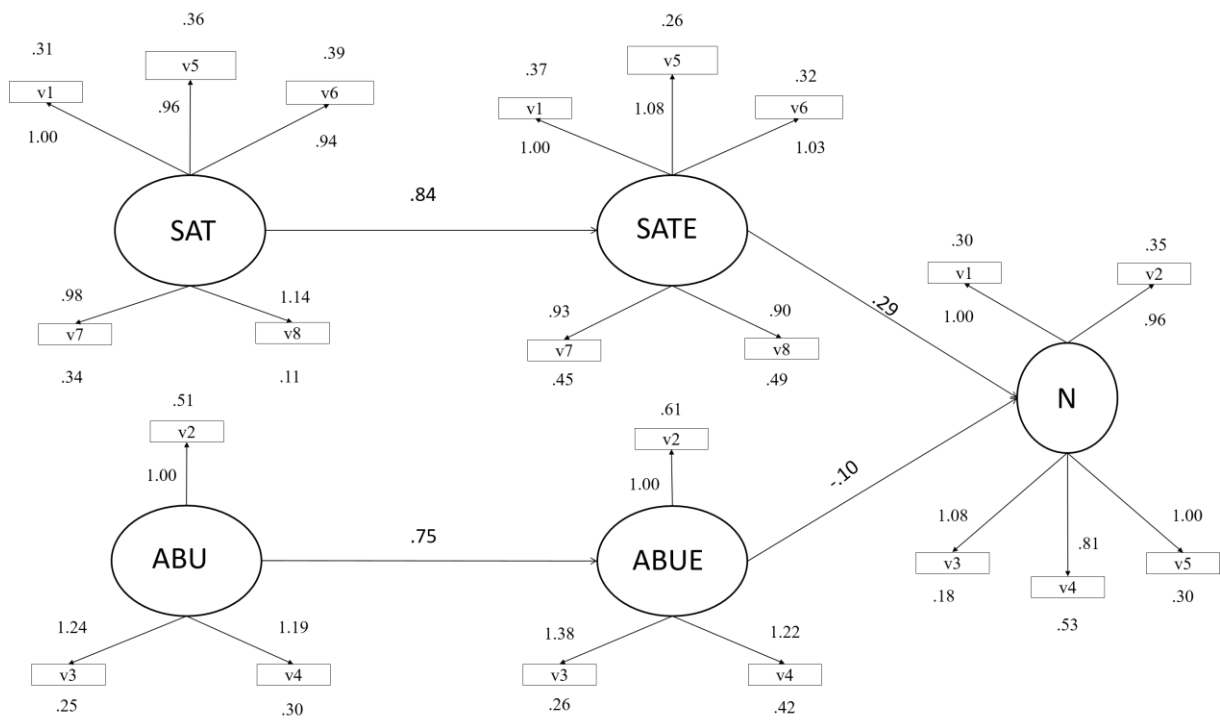 .36
.26
.31
.39
v5
v5
.37
.32
v1
v6
v1
v6
.96
1.08
1.00
.94
1.00
1.03
.84
SAT
SATE
.30
.35
v1
v2
.98
1.14
.93
.90
.29
1.00
.96
v7
v8
v7
v8
.34
.11
.45
.49
N
.51
.61
v2
v2
-.10
1.00
1.00
1.08
.81
1.00
.75
ABU
ABUE
v3
v4
v5
.18
.53
.30
1.24
1.19
1.38
1.22
v3
v4
v3
v4
.25
.30
.26
.42